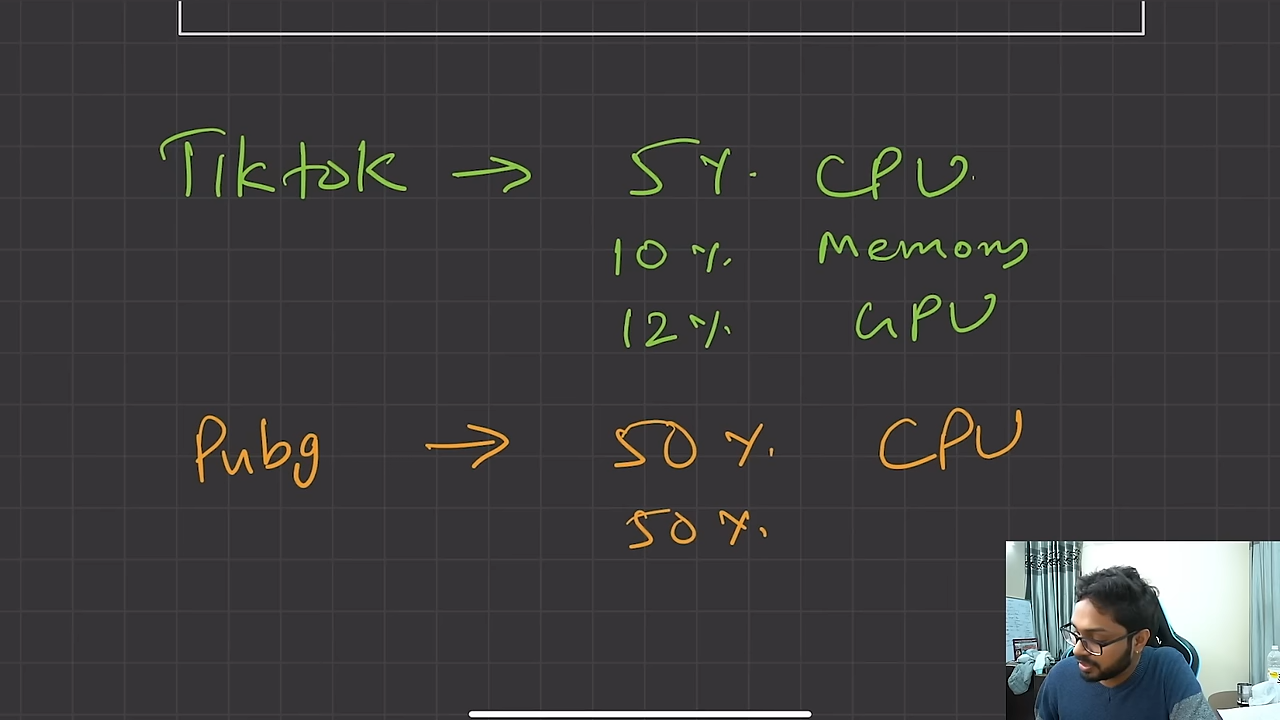 Tiktok → 5% CPU
10% Memory
12% GPU
Pubg → 50% CPU
50%